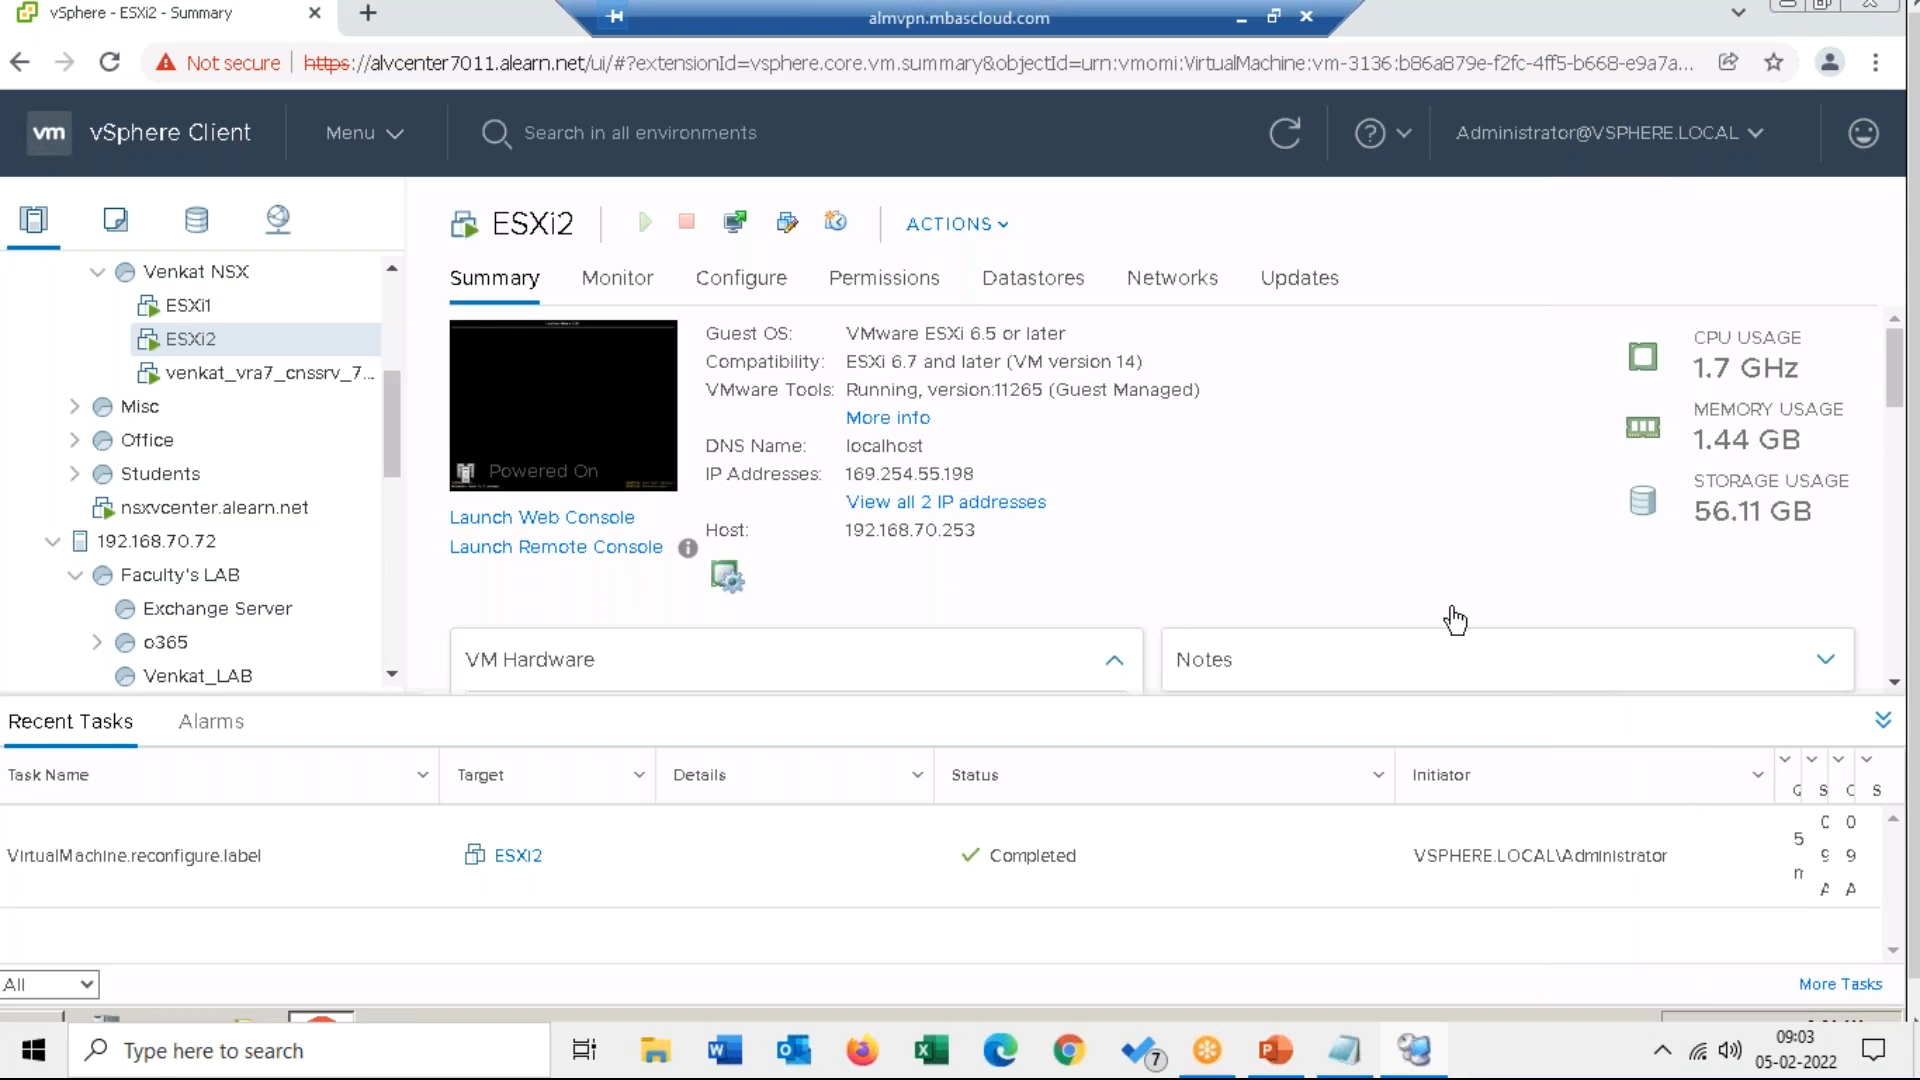 vSphere - ESXi2 - Summary
almvpn.mbascloud.com
Not secure | https://alvcenter7011.alearn.net/ui/#?extensionId=vsphere.core.vm.summary&objectId=urn:vmomi:VirtualMachine:vm-3136:b86a879e-f2fc-4ff5-b668-e9a7a...
vm vSphere Client
Menu
Search in all environments
Administrator@VSPHERE.LOCAL
Venkat NSX
ESXi1
ESXi2
venkat_vra7_cnssrv_7...
Misc
Office
Students
nsxvcenter.alearn.net
192.168.70.72
Faculty's LAB
Exchange Server
o365
Venkat_LAB
ESXi2
ACTIONS
Summary
Monitor
Configure
Permissions
Datastores
Networks
Updates
Powered On
Launch Web Console
Launch Remote Console
Guest OS: VMware ESXi 6.5 or later
Compatibility: ESXi 6.7 and later (VM version 14)
VMware Tools: Running, version:11265 (Guest Managed)
More info
DNS Name: localhost
IP Addresses: 169.254.55.198
View all 2 IP addresses
Host: 192.168.70.253
CPU USAGE
1.7 GHz
MEMORY USAGE
1.44 GB
STORAGE USAGE
56.11 GB
VM Hardware
Notes
Recent Tasks
Alarms
Task Name
Target
Details
Status
Initiator
VirtualMachine.reconfigure.label
ESXi2
Completed
VSPHERE.LOCAL\Administrator
All
More Tasks
Type here to search
7
09:03
05-02-2022